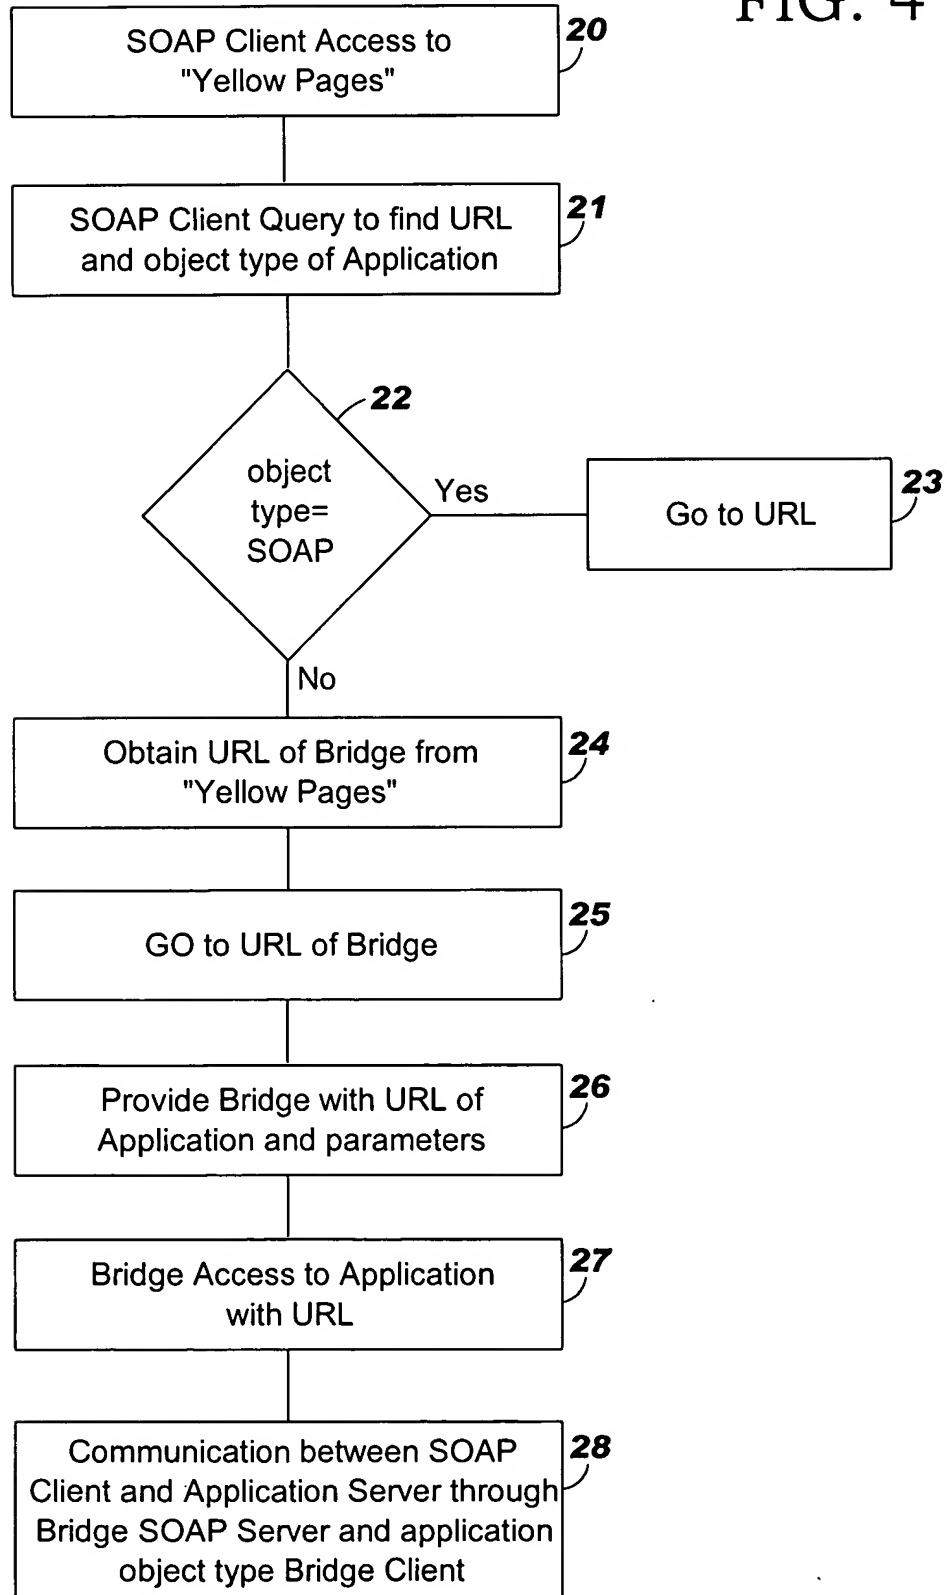 FIG. 4
SOAP Client Access to
"Yellow Pages"
20
SOAP Client Query to find URL
and object type of Application
21
22
object
type=
SOAP
Yes
Go to URL
23
No
Obtain URL of Bridge from
"Yellow Pages"
24
GO to URL of Bridge
25
Provide Bridge with URL of
Application and parameters
26
Bridge Access to Application
with URL
27
Communication between SOAP
Client and Application Server through
Bridge SOAP Server and application
object type Bridge Client
28